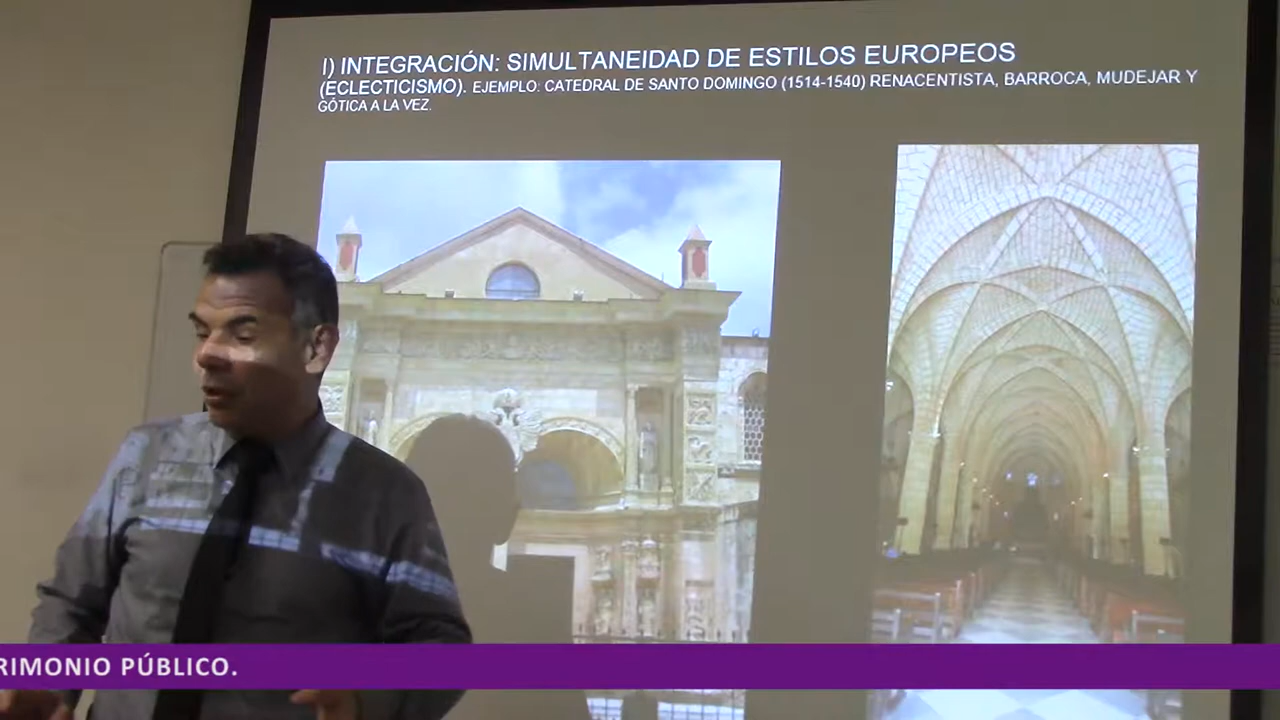 I) INTEGRACIÓN: SIMULTANEIDAD DE ESTILOS EUROPEOS
(ECLECTICISMO). EJEMPLO: CATEDRAL DE SANTO DOMINGO (1514-1540) RENACENTISTA, BARROCA, MUDEJAR Y
GÓTICA A LA VEZ.
RIMONIO PÚBLICO.